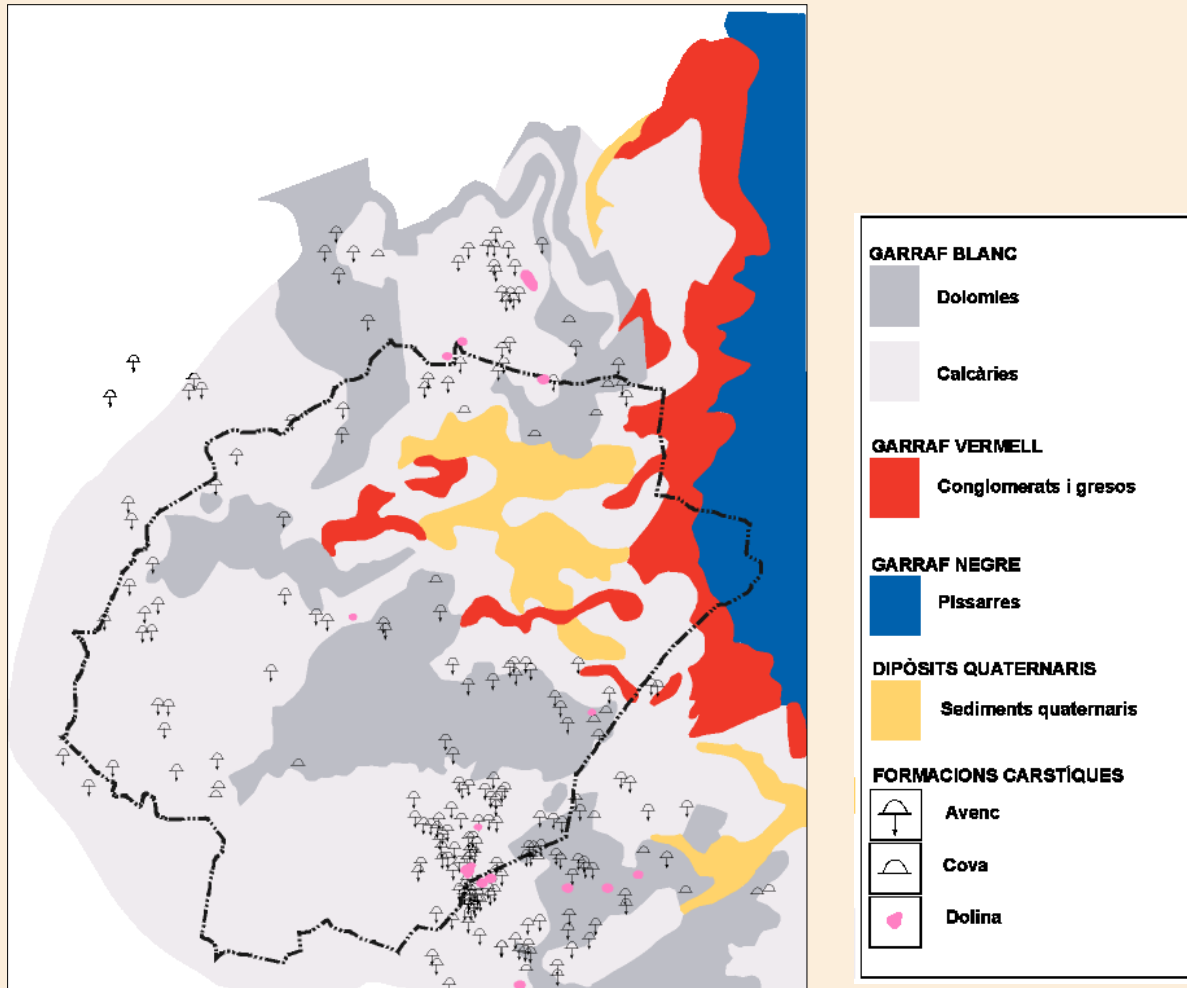 GARRAF BLANC
Dolomies
Calcàries
GARRAF VERMELL
Conglomerats i gresos
GARRAF NEGRE
Pissarres
DIPÒSITS QUATERNARIS
Sediments quaternaris
FORMACIONS CARSTÍQUES
Avenc
Cova
Dolina